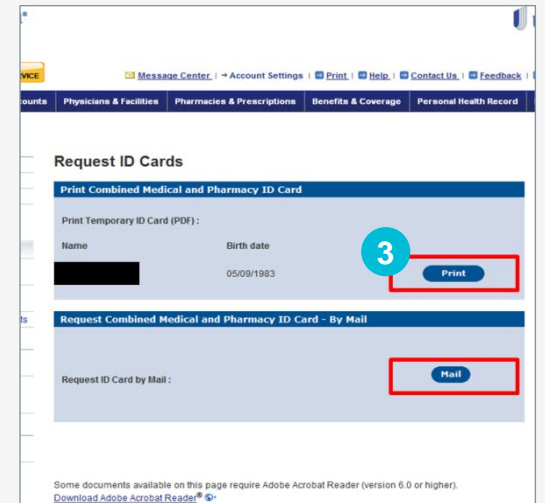 VICE
Message Center | Account Settings | Print | Help | Contact Us | Feedback |
ounts Physicians & Facilities Pharmacies & Prescriptions Benefits & Coverage Personal Health Record
Request ID Cards
Print Combined Medical and Pharmacy ID Card
Print Temporary ID Card (PDF) :
Name Birth date
3
05/09/1983 Print
ts
Request Combined Medical and Pharmacy ID Card - By Mail
Request ID Card by Mail : Mail
Some documents available on this page require Adobe Acrobat Reader (version 6.0 or higher).
Download Adobe Acrobat Reader®